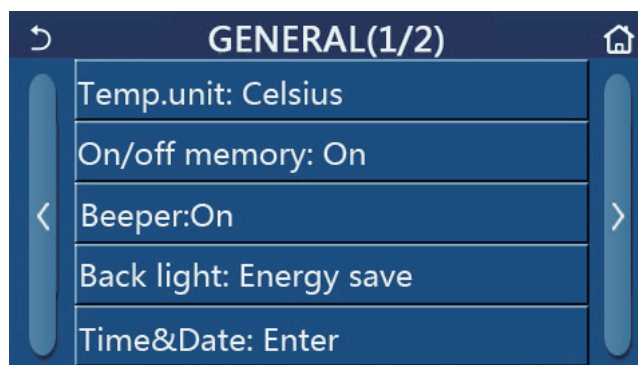 GENERAL(1/2)
Temp.unit: Celsius
On/off memory: On
Beeper:On
Back light: Energy save
Time&Date: Enter